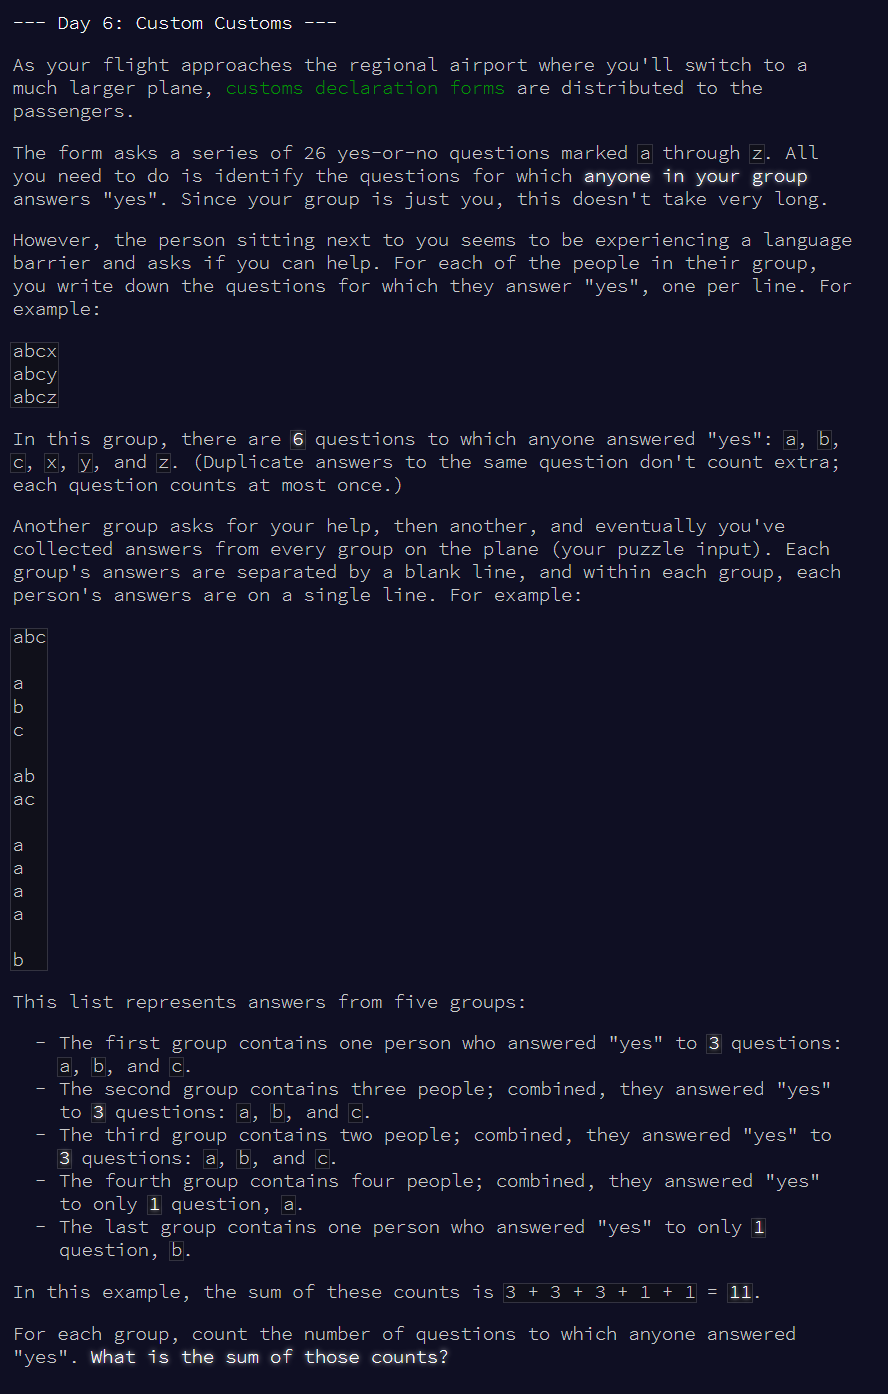 --- Day 6: Custom Customs ---
As your flight approaches the regional airport where you'll switch to a
much larger plane, customs declaration forms are distributed to the
passengers.
The form asks a series of 26 yes-or-no questions marked a through z. All
you need to do is identify the questions for which anyone in your group
answers "yes". Since your group is just you, this doesn't take very long.
However, the person sitting next to you seems to be experiencing a language
barrier and asks if you can help. For each of the people in their group,
you write down the questions for which they answer "yes", one per line. For
example:
abcx
abcy
abcz
In this group, there are 6 questions to which anyone answered "yes": a, b,
c, x, y, and z. (Duplicate answers to the same question don't count extra;
each question counts at most once.)
Another group asks for your help, then another, and eventually you've
collected answers from every group on the plane (your puzzle input). Each
group's answers are separated by a blank line, and within each group, each
person's answers are on a single line. For example:
abc
a
b
c
ab
ac
a
a
a
a
b
This list represents answers from five groups:
- The first group contains one person who answered "yes" to 3 questions:
a, b, and c.
- The second group contains three people; combined, they answered "yes"
to 3 questions: a, b, and c.
- The third group contains two people; combined, they answered "yes" to
3 questions: a, b, and c.
- The fourth group contains four people; combined, they answered "yes"
to only 1 question, a.
- The last group contains one person who answered "yes" to only 1
question, b.
In this example, the sum of these counts is 3 + 3 + 3 + 1 + 1 = 11.
For each group, count the number of questions to which anyone answered
"yes". What is the sum of those counts?